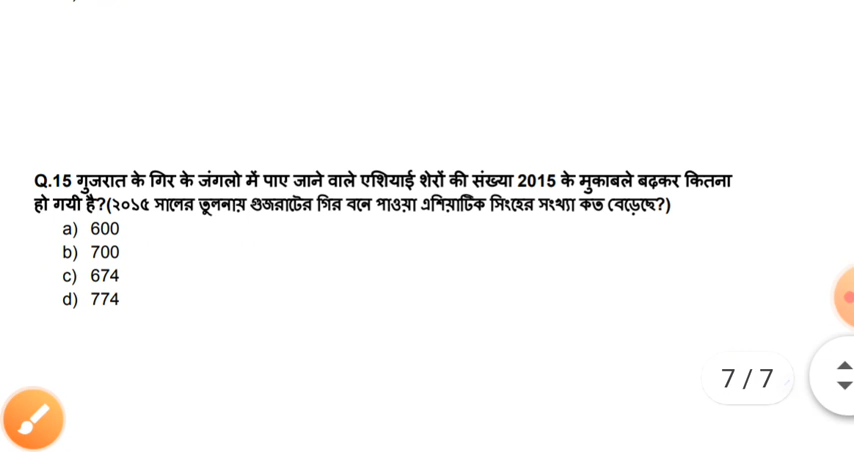 Q.15 गुजरात के गिर के जंगलो में पाए जाने वाले एशियाई शेरों की संख्या 2015 के मुकाबले बढ़कर कितना
हो गयी है?(২০১৫ সালের তুলনায় গুজরাটের গির বনে পাওয়া এশিয়াটিক সিংহের সংখ্যা কত বেড়েছে?)
a) 600
b) 700
c) 674
d) 774
7 / 7